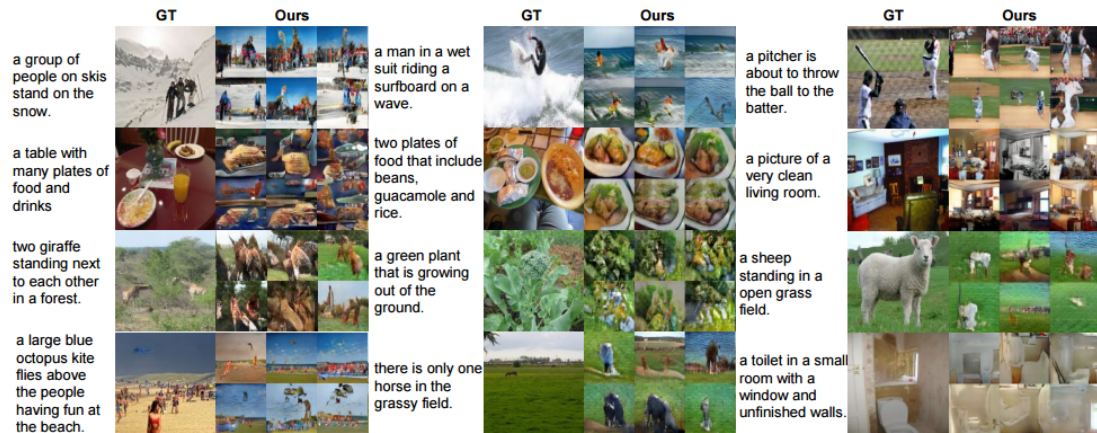 GT
Ours
GT
Ours
GT
Ours
a group of
people on skis
stand on the
snow.
a man in a wet
suit riding a
surfboard on a
wave.
a pitcher is
about to throw
the ball to the
batter.
a table with
many plates of
food and
drinks
two plates of
food that include
beans,
guacamole and
rice.
a picture of a
very clean
living room.
two giraffe
standing next
to each other
in a forest.
a green plant
that is growing
out of the
ground.
a sheep
standing in a
open grass
field.
a large blue
octopus kite
flies above
the people
having fun at
the beach.
there is only one
horse in the
grassy field.
a toilet in a small
room with a
window and
unfinished walls.